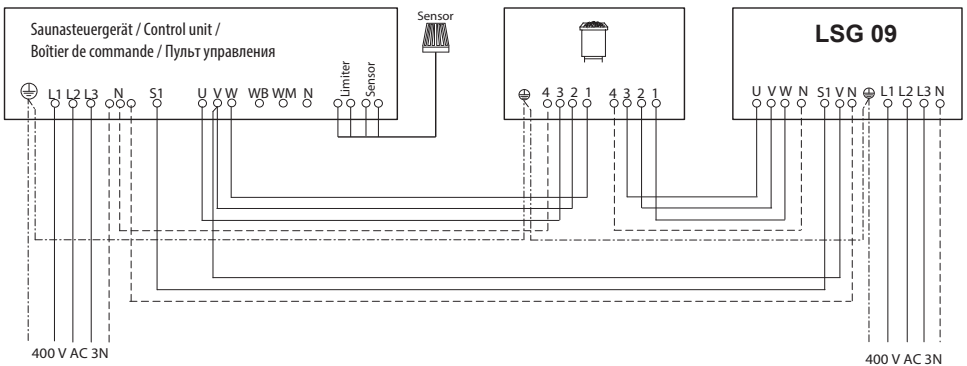 Saunasteuergerät / Control unit /
Boîtier de commande / Пульт управления
Sensor
LSG 09
Limiter
Sensor
L1 L2 L3 N S1 U V W WB WM N
4 3 2 1 4 3 2 1
U V W N S1 V N L1 L2 L3 N
400 V AC 3N
400 V AC 3N